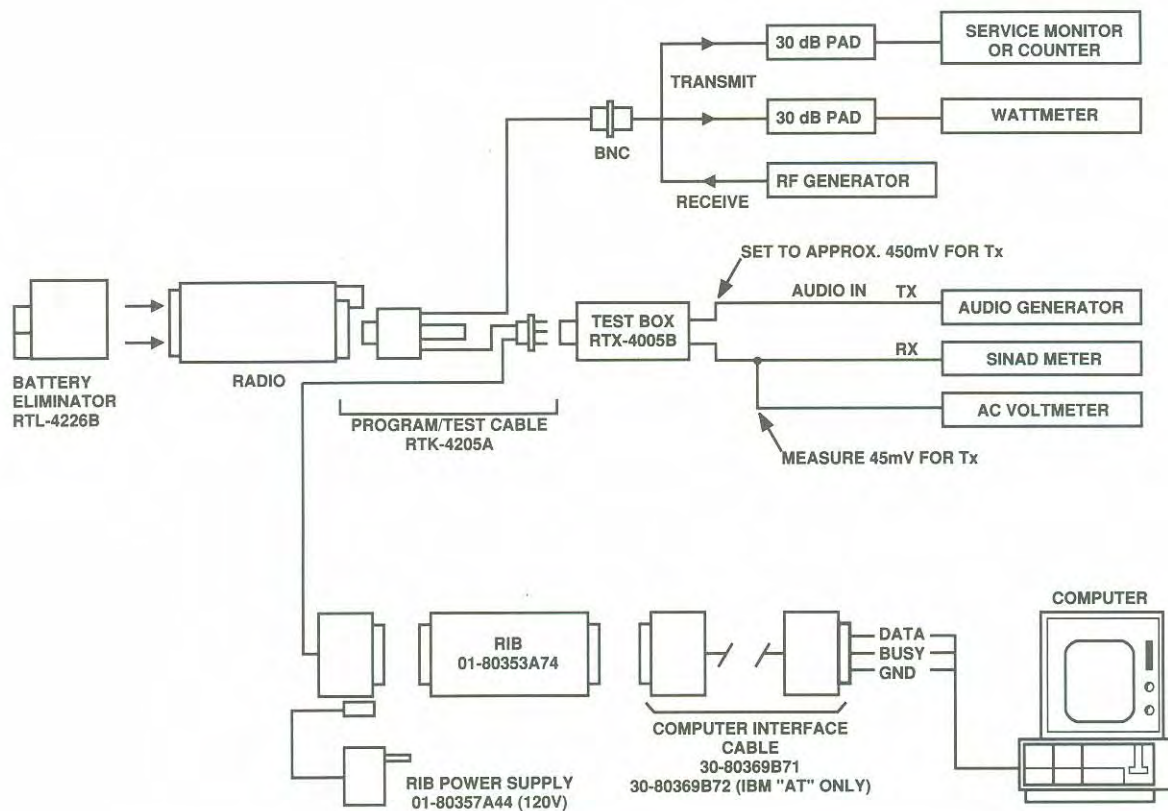 30 dB PAD
SERVICE MONITOR
OR COUNTER
TRANSMIT
30 dB PAD
WATTMETER
BNC
RF GENERATOR
RECEIVE
SET TO APPROX. 450mV FOR Tx
AUDIO IN TX
AUDIO GENERATOR
TEST BOX
RTX-4005B
RX
SINAD METER
AC VOLTMETER
MEASURE 45mV FOR Tx
BATTERY
ELIMINATOR
RTL-4226B
RADIO
PROGRAM/TEST CABLE
RTK-4205A
COMPUTER
RIB
01-80353A74
DATA
BUSY
GND
COMPUTER INTERFACE
CABLE
30-80369B71
30-80369B72 (IBM "AT" ONLY)
RIB POWER SUPPLY
01-80357A44 (120V)